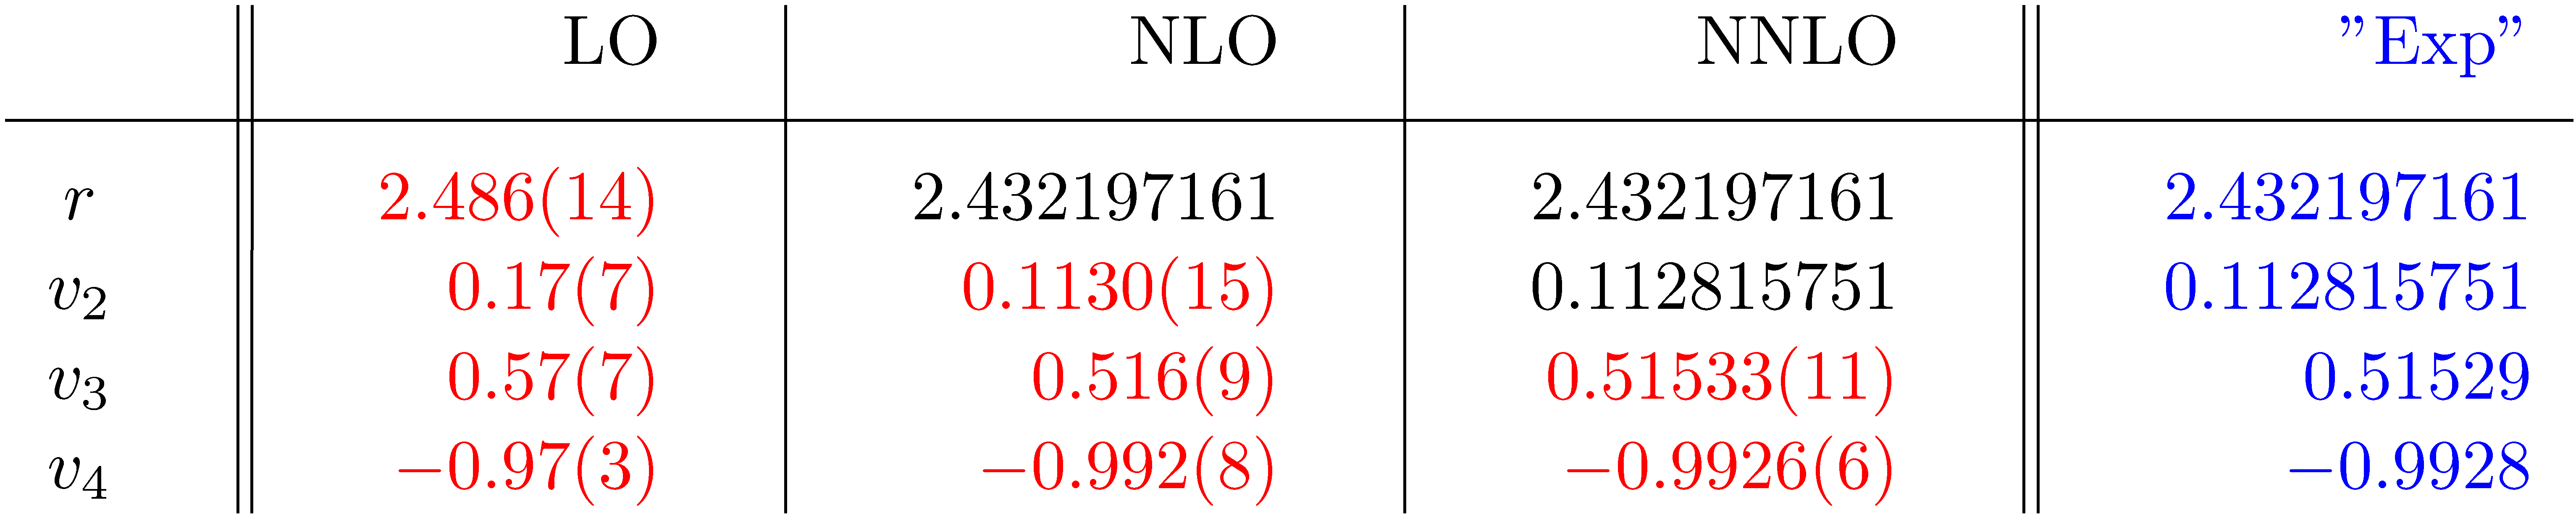 LO NLO NNLO ”Exp”
r 2.486(14) 2.432197161 2.432197161 2.432197161
v₂ 0.17(7) 0.1130(15) 0.112815751 0.112815751
v₃ 0.57(7) 0.516(9) 0.51533(11) 0.51529
v₄ −0.97(3) −0.992(8) −0.9926(6) −0.9928